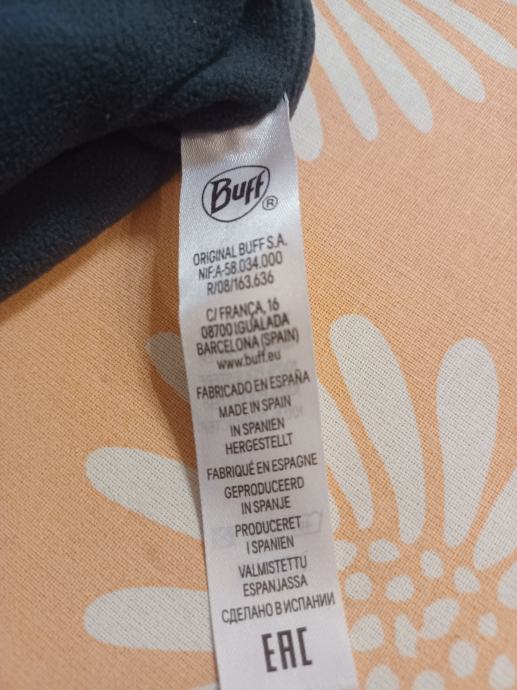 Buff®
ORIGINAL BUFF S.A.
NIF:A-58.034.000
R/08/163.636
C/ FRANÇA, 16
08700 IGUALADA
BARCELONA (SPAIN)
www.buff.eu
FABRICADO EN ESPAÑA
MADE IN SPAIN
IN SPANIEN
HERGESTELLT
FABRIQUÉ EN ESPAGNE
GEPRODUCEERD
IN SPANJE
PRODUCERET
I SPANIEN
VALMISTETTU
ESPANJASSA
СДЕЛАНО В ИСПАНИИ
EAC